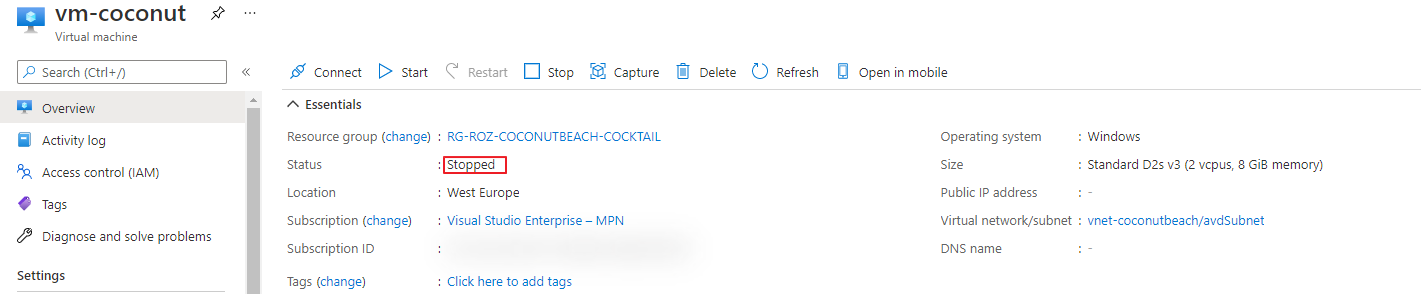 vm-coconut
Virtual machine
Search (Ctrl+/)
Overview
Activity log
Access control (IAM)
Tags
Diagnose and solve problems
Settings
Connect Start Restart Stop Capture Delete Refresh Open in mobile
Essentials
Resource group (change) : RG-ROZ-COCONUTBEACH-COCKTAIL
Status : Stopped
Location : West Europe
Subscription (change) : Visual Studio Enterprise – MPN
Subscription ID :
Tags (change) : Click here to add tags
Operating system : Windows
Size : Standard D2s v3 (2 vcpus, 8 GiB memory)
Public IP address : -
Virtual network/subnet : vnet-coconutbeach/avdSubnet
DNS name : -